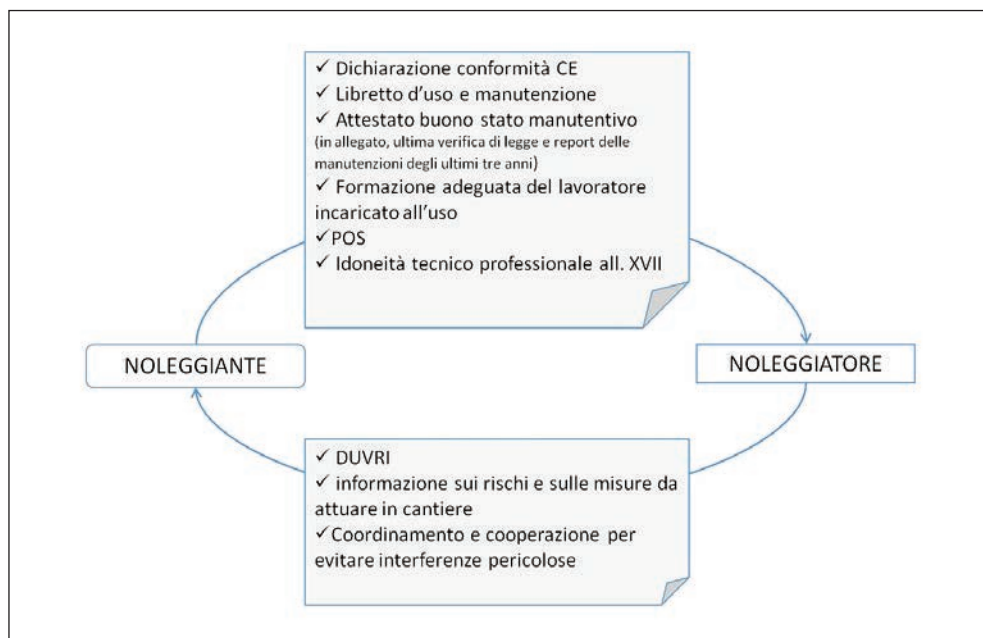 ✓ Dichiarazione conformità CE
✓ Libretto d'uso e manutenzione
✓ Attestato buono stato manutentivo
(in allegato, ultima verifica di legge e report delle
manutenzioni degli ultimi tre anni)
✓ Formazione adeguata del lavoratore
incaricato all'uso
✓POS
✓ Idoneità tecnico professionale all. XVII
NOLEGGIANTE
NOLEGGIATORE
✓ DUVRI
✓ informazione sui rischi e sulle misure da
attuare in cantiere
✓Coordinamento e cooperazione per
evitare interferenze pericolose